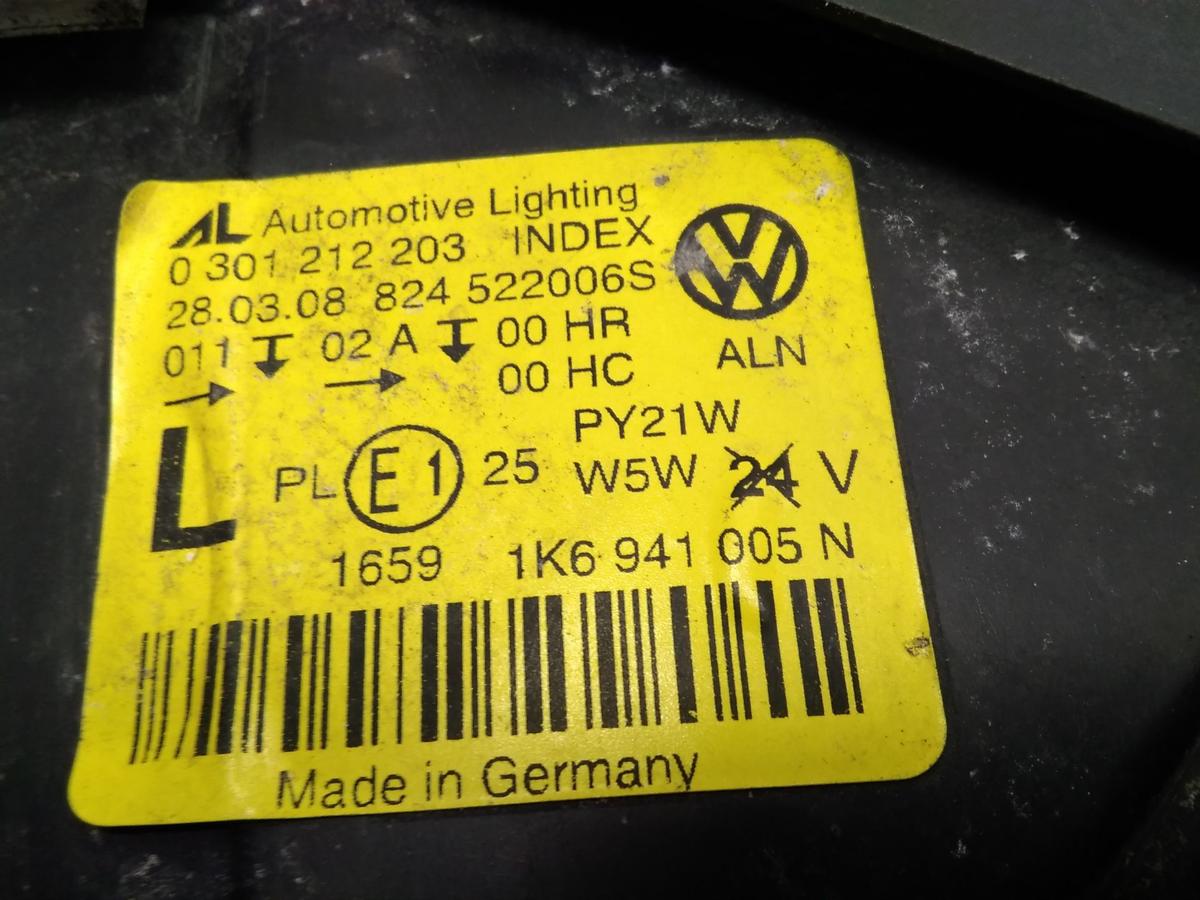 AL Automotive Lighting
0 301 212 203 INDEX
28.03.08 824 522006S
011 02 A 00 HR
00 HC
ALN
PY21W
L PL E1 25 W5W 24 V
1659 1K6 941 005 N
Made in Germany